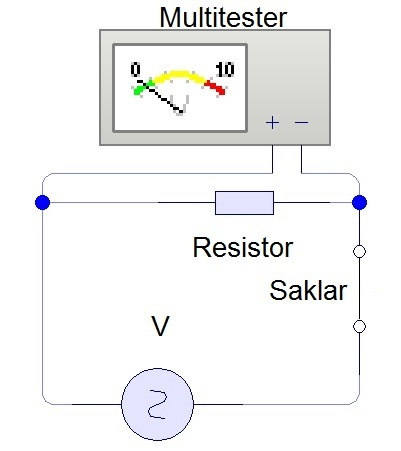 Multitester
0 10
V
+ −
Resistor
Saklar
V